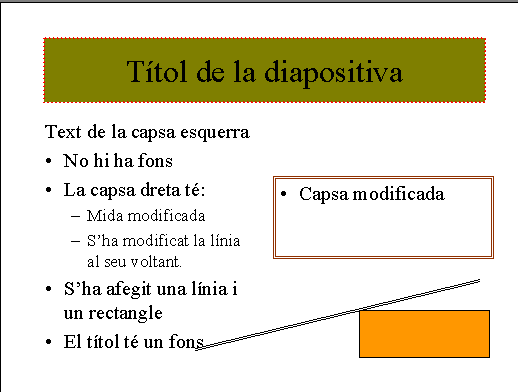 Títol de la diapositiva
Text de la capsa esquerra
• No hi ha fons
• La capsa dreta té:
– Mida modificada
– S'ha modificat la línia
al seu voltant.
• S'ha afegit una línia i
un rectangle
• El títol té un fons
• Capsa modificada